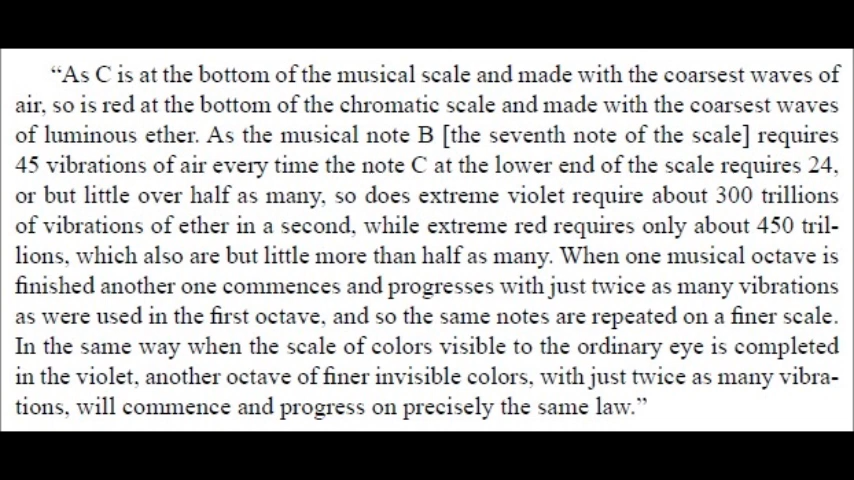 “As C is at the bottom of the musical scale and made with the coarsest waves of
air, so is red at the bottom of the chromatic scale and made with the coarsest waves
of luminous ether. As the musical note B [the seventh note of the scale] requires
45 vibrations of air every time the note C at the lower end of the scale requires 24,
or but little over half as many, so does extreme violet require about 300 trillions
of vibrations of ether in a second, while extreme red requires only about 450 tril-
lions, which also are but little more than half as many. When one musical octave is
finished another one commences and progresses with just twice as many vibrations
as were used in the first octave, and so the same notes are repeated on a finer scale.
In the same way when the scale of colors visible to the ordinary eye is completed
in the violet, another octave of finer invisible colors, with just twice as many vibra-
tions, will commence and progress on precisely the same law.”